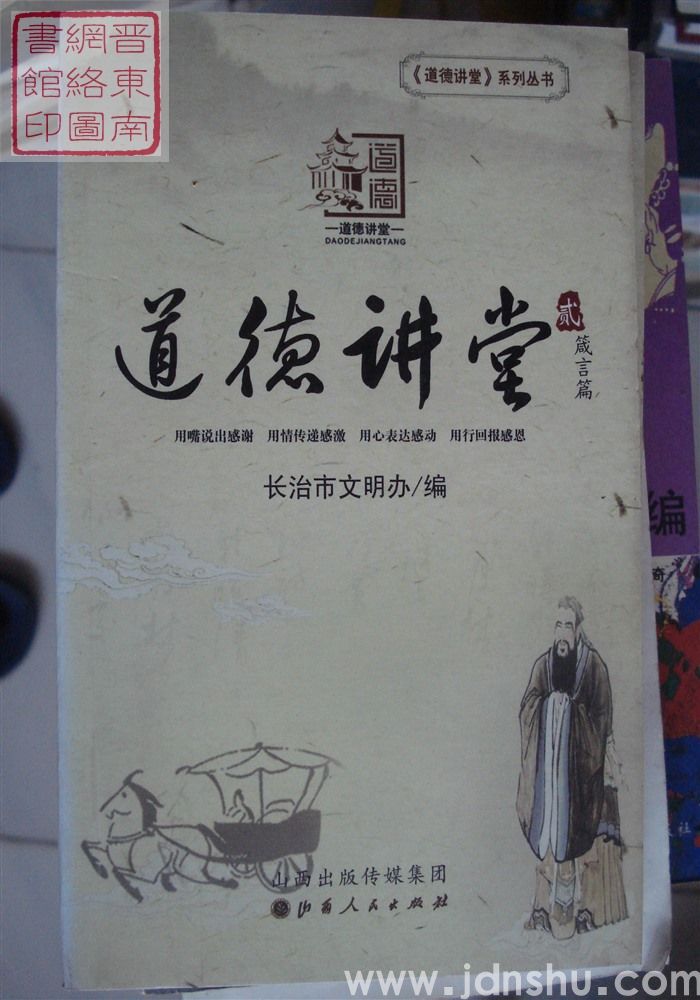 晋東南
網絡圖
書館印
《道德讲堂》系列丛书
道德
道德讲堂
DAODEJIANGTANG
道德讲堂
贰
箴言篇
用嘴说出感谢 用情传递感激 用心表达感动 用行回报感恩
长治市文明办/编
编
奇
山西出版传媒集团
山西人民出版社
www.jdnshu.com